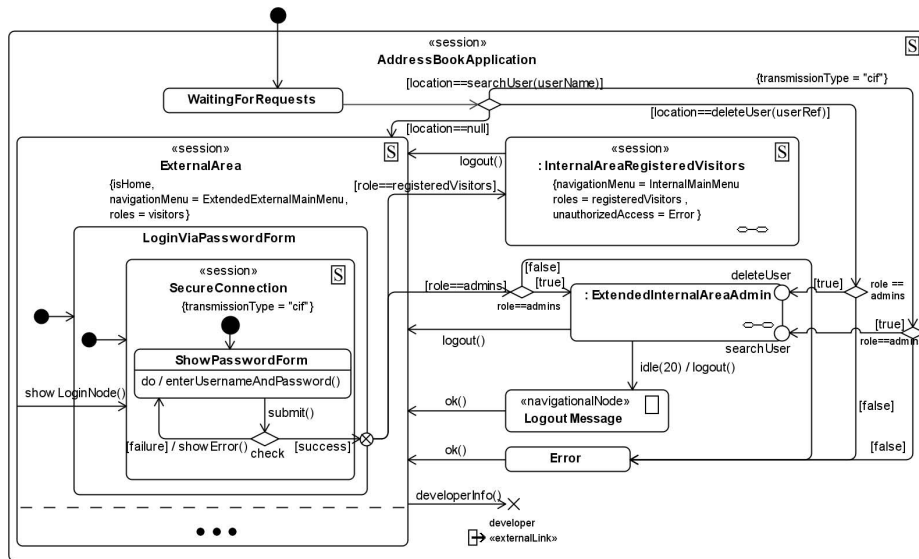 «session»
AddressBookApplication
S
WaitingForRequests
[location==searchUser(userName)]
{transmissionType = "cif"}
[location==deleteUser(userRef)]
[location==null]
«session»
ExternalArea
S
{isHome,
navigationMenu = ExtendedExternalMainMenu,
roles = visitors}
logout()
[role==registeredVisitors]
«session»
: InternalAreaRegisteredVisitors
S
{navigationMenu = InternalMainMenu
roles = registeredVisitors ,
unauthorizedAccess = Error }
LoginViaPasswordForm
«session»
SecureConnection
S
{transmissionType = "cif"}
ShowPasswordForm
do / enterUsernameAndPassword()
show LoginNode()
submit()
[failure] / showError()
check
[success]
[role==admins]
[false]
[true]
role==admins
deleteUser
: ExtendedInternalAreaAdmin
searchUser
[true]
role ==
admins
[true]
role==admins
logout()
idle(20) / logout()
ok()
«navigationalNode»
Logout Message
[false]
ok()
Error
[false]
developerInfo()
developer
«externalLink»